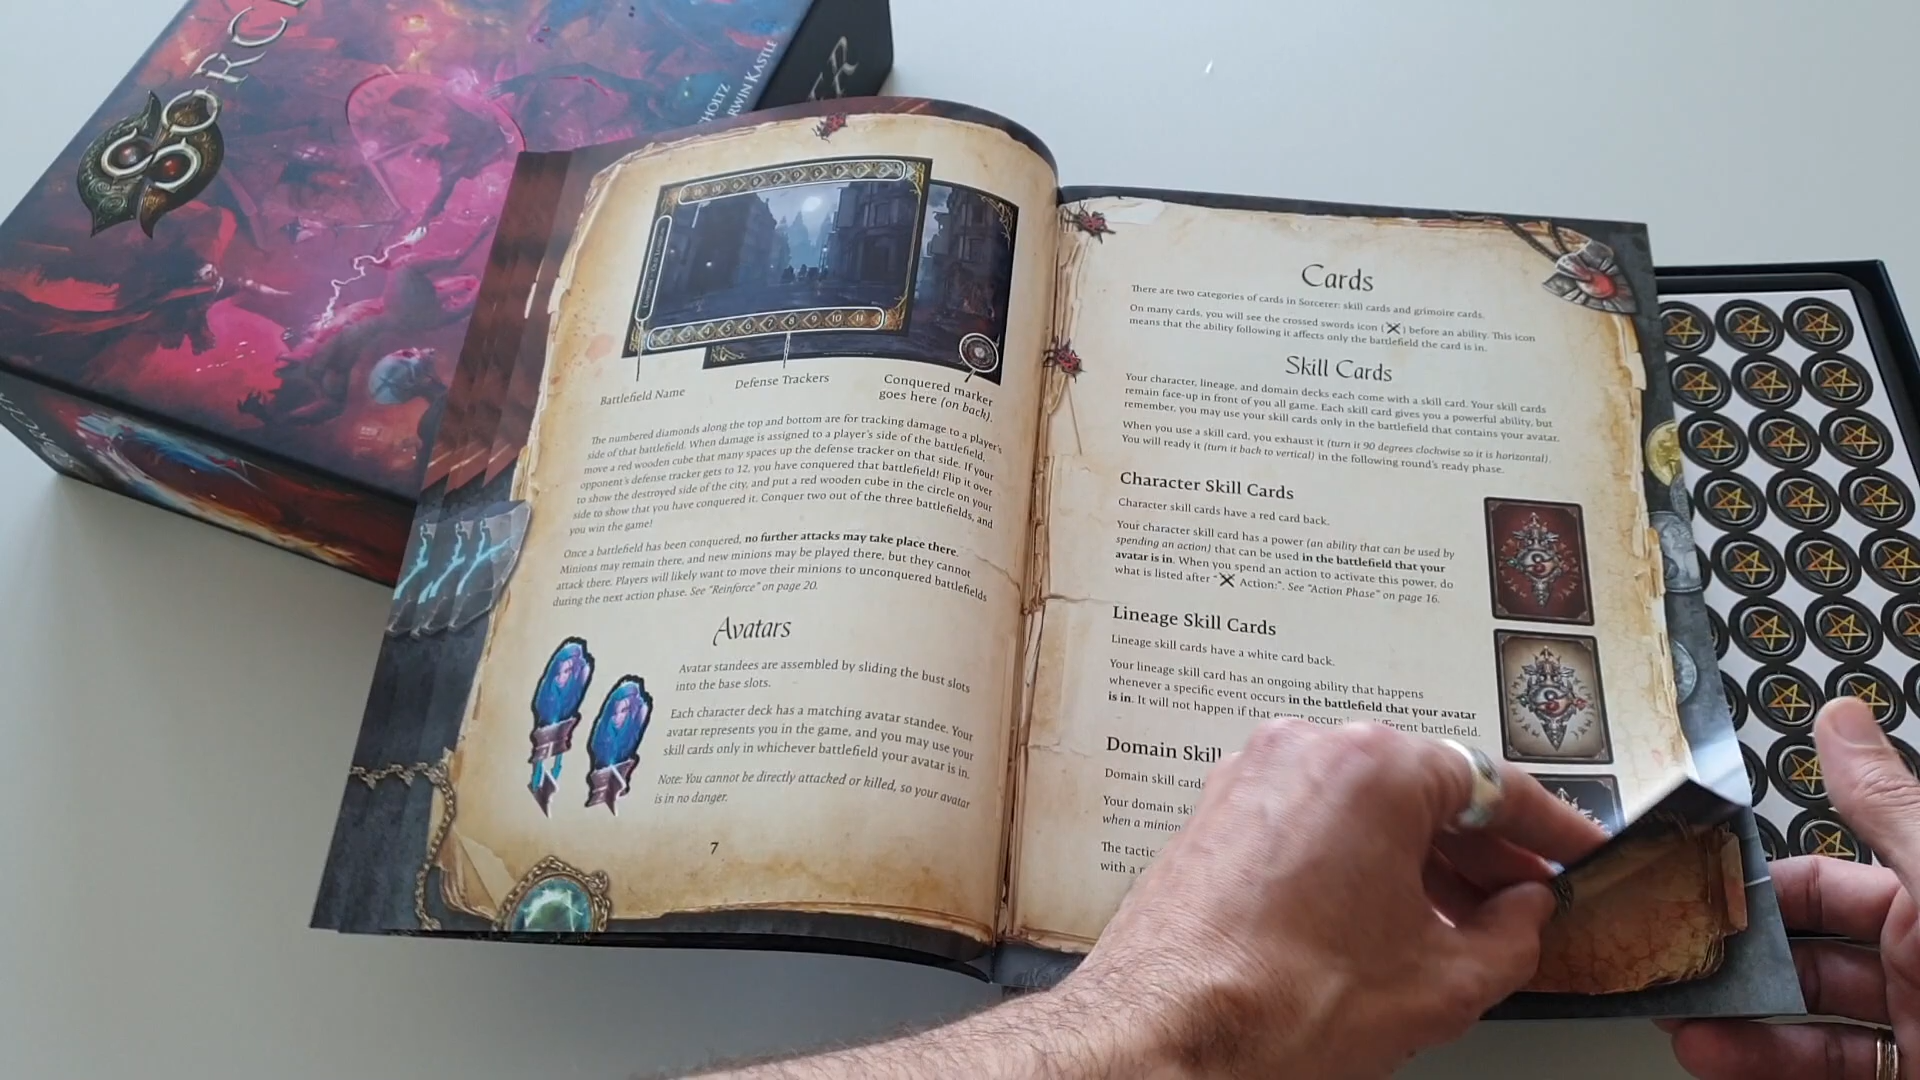 SORCE
ER
RWIN KASTLE
Battlefield Name
Defense Trackers
Conquered marker
goes here (on back).
The numbered diamonds along the top and bottom are for tracking damage to a player's
side of that battlefield. When damage is assigned to a player's side of the battlefield,
move a red wooden cube that many spaces up the defense tracker on that side. If your
opponent's defense tracker gets to 12, you have conquered that battlefield! Flip it over
to show the destroyed side of the city, and put a red wooden cube in the circle on your
side to show that you have conquered it. Conquer two out of the three battlefields, and
you win the game!
Once a battlefield has been conquered, no further attacks may take place there.
Minions may remain there, and new minions may be played there, but they cannot
attack there. Players will likely want to move their minions to unconquered battlefields
during the next action phase. See "Reinforce" on page 20.
Avatars
Avatar standees are assembled by sliding the bust slots
into the base slots.
Each character deck has a matching avatar standee. Your
avatar represents you in the game, and you may use your
skill cards only in whichever battlefield your avatar is in.
Note: You cannot be directly attacked or killed, so your avatar
is in no danger.
7
Cards
There are two categories of cards in Sorcerer: skill cards and grimoire cards.
On many cards, you will see the crossed swords icon ( ) before an ability. This icon
means that the ability following it affects only the battlefield the card is in.
Skill Cards
Your character, lineage, and domain decks each come with a skill card. Your skill cards
remain face-up in front of you all game. Each skill card gives you a powerful ability, but
remember, you may use your skill cards only in the battlefield that contains your avatar.
When you use a skill card, you exhaust it (turn it 90 degrees clockwise so it is horizontal).
You will ready it (turn it back to vertical) in the following round's ready phase.
Character Skill Cards
Character skill cards have a red card back.
Your character skill card has a power (an ability that can be used by
spending an action) that can be used in the battlefield that your
avatar is in. When you spend an action to activate this power, do
what is listed after " Action:". See "Action Phase" on page 16.
Lineage Skill Cards
Lineage skill cards have a white card back.
Your lineage skill card has an ongoing ability that happens
whenever a specific event occurs in the battlefield that your avatar
is in. It will not happen if that event occurs in a different battlefield.
Domain Skil
Domain skill cards
Your domain ski
when a minion
The tactic
with a